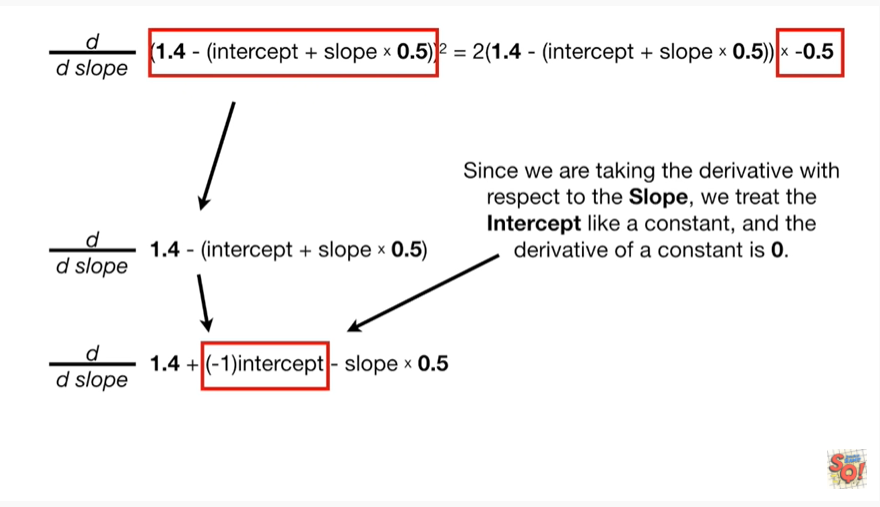 d
d slope
(1.4 - (intercept + slope × 0.5))² = 2(1.4 - (intercept + slope × 0.5)) × -0.5
Since we are taking the derivative with
respect to the Slope, we treat the
Intercept like a constant, and the
derivative of a constant is 0.
d
d slope
1.4 - (intercept + slope × 0.5)
d
d slope
1.4 + (-1)intercept - slope × 0.5
SQ!